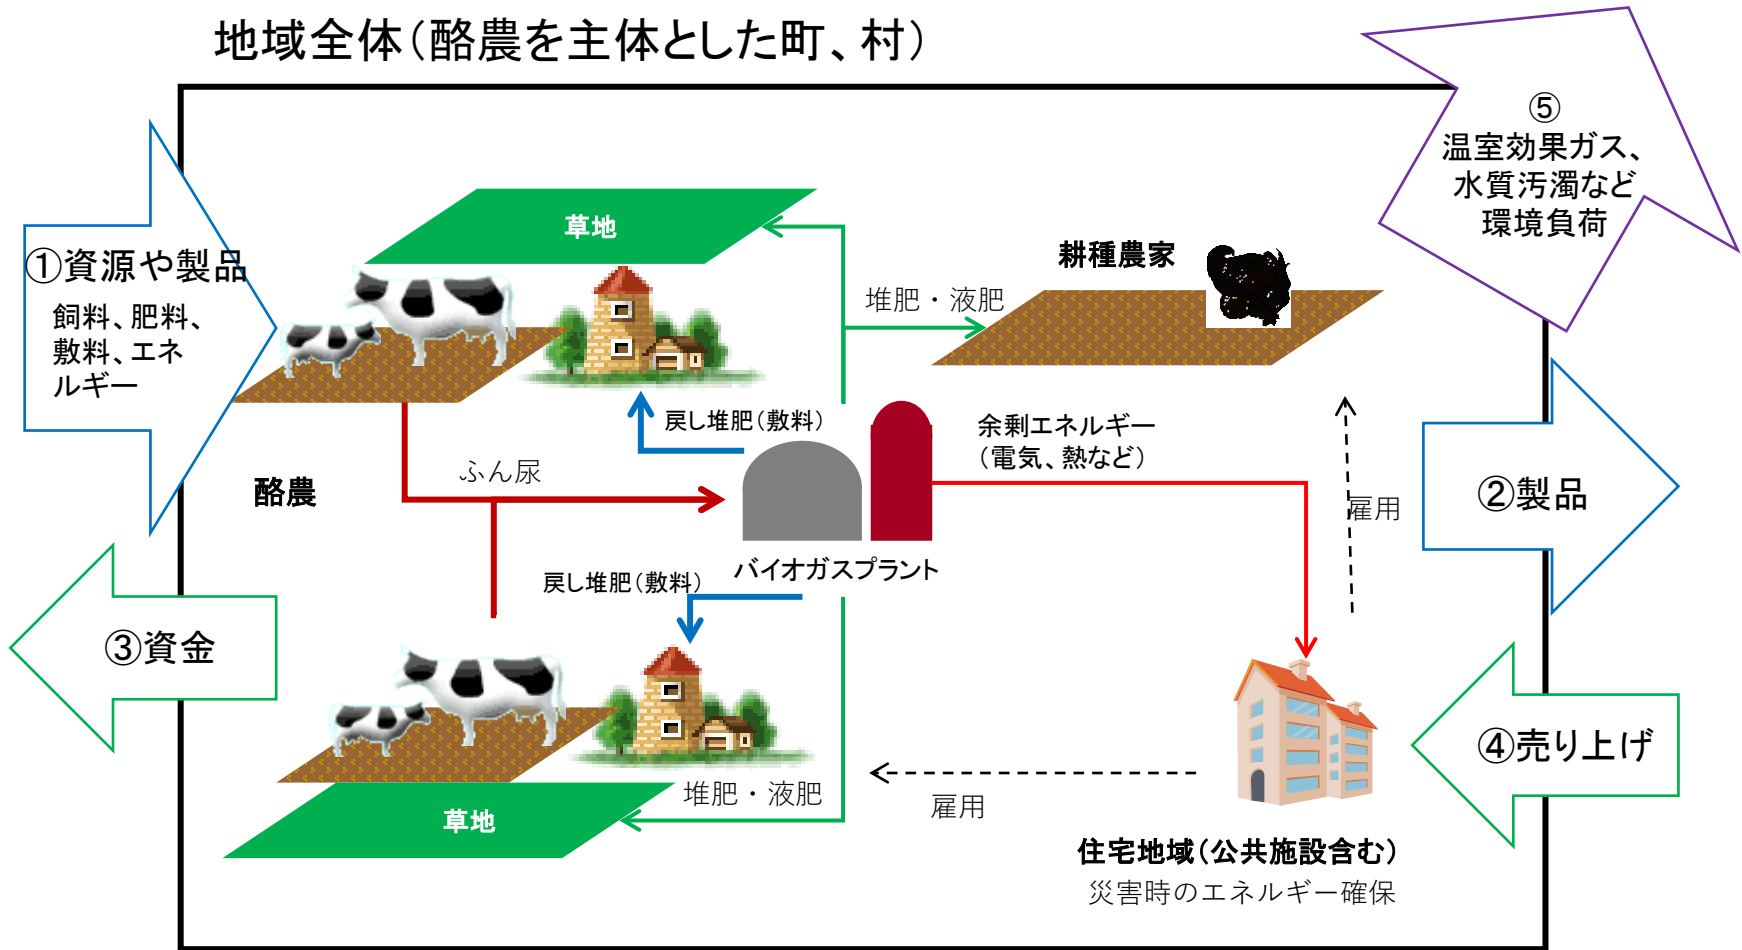 地域全体（酪農を主体とした町、村）
⑤
温室効果ガス、
水質汚濁など
環境負荷
①資源や製品
飼料、肥料、
敷料、エネ
ルギー
草地
耕種農家
堆肥・液肥
戻し堆肥（敷料）
余剰エネルギー
（電気、熱など）
ふん尿
酪農
雇用
②製品
バイオガスプラント
戻し堆肥（敷料）
③資金
④売り上げ
堆肥・液肥
草地
雇用
住宅地域（公共施設含む）
災害時のエネルギー確保